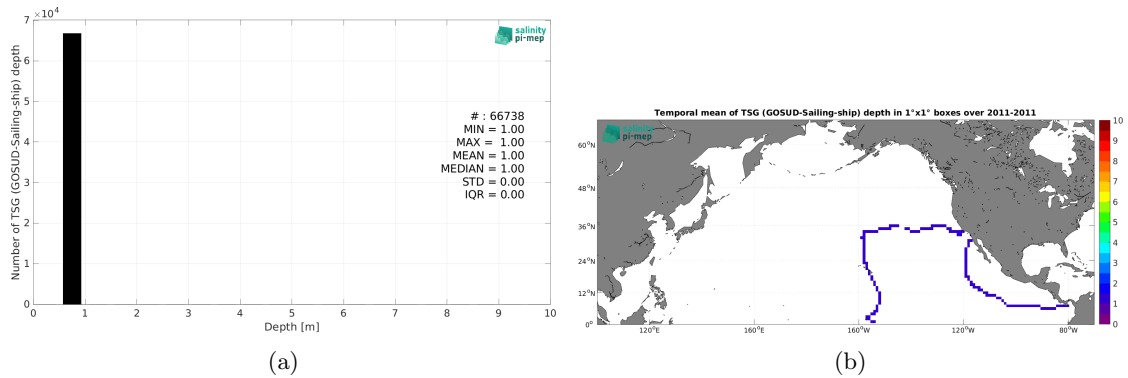 7 ×10⁴
6
5
4
3
2
1
0
Number of TSG (GOSUD-Sailing-ship) depth
salinity
pi-mep
# : 66738
MIN = 1.00
MAX = 1.00
MEAN = 1.00
MEDIAN = 1.00
STD = 0.00
IQR = 0.00
0 1 2 3 4 5 6 7 8 9 10
Depth [m]
(a)
Temporal mean of TSG (GOSUD-Sailing-ship) depth in 1°x1° boxes over 2011-2011
salinity
pi-mep
60°N
48°N
36°N
24°N
12°N
0°
120°E 160°E 160°W 120°W 80°W
10
9
8
7
6
5
4
3
2
1
0
(b)